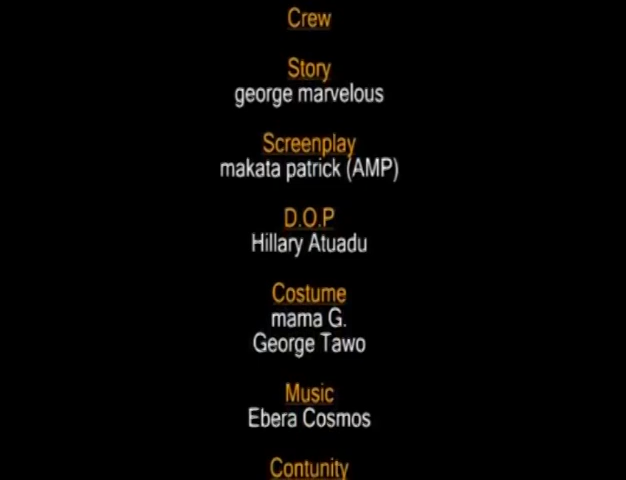 Crew
Story
george marvelous
Screenplay
makata patrick (AMP)
D.O.P
Hillary Atuadu
Costume
mama G.
George Tawo
Music
Ebera Cosmos
Contunity